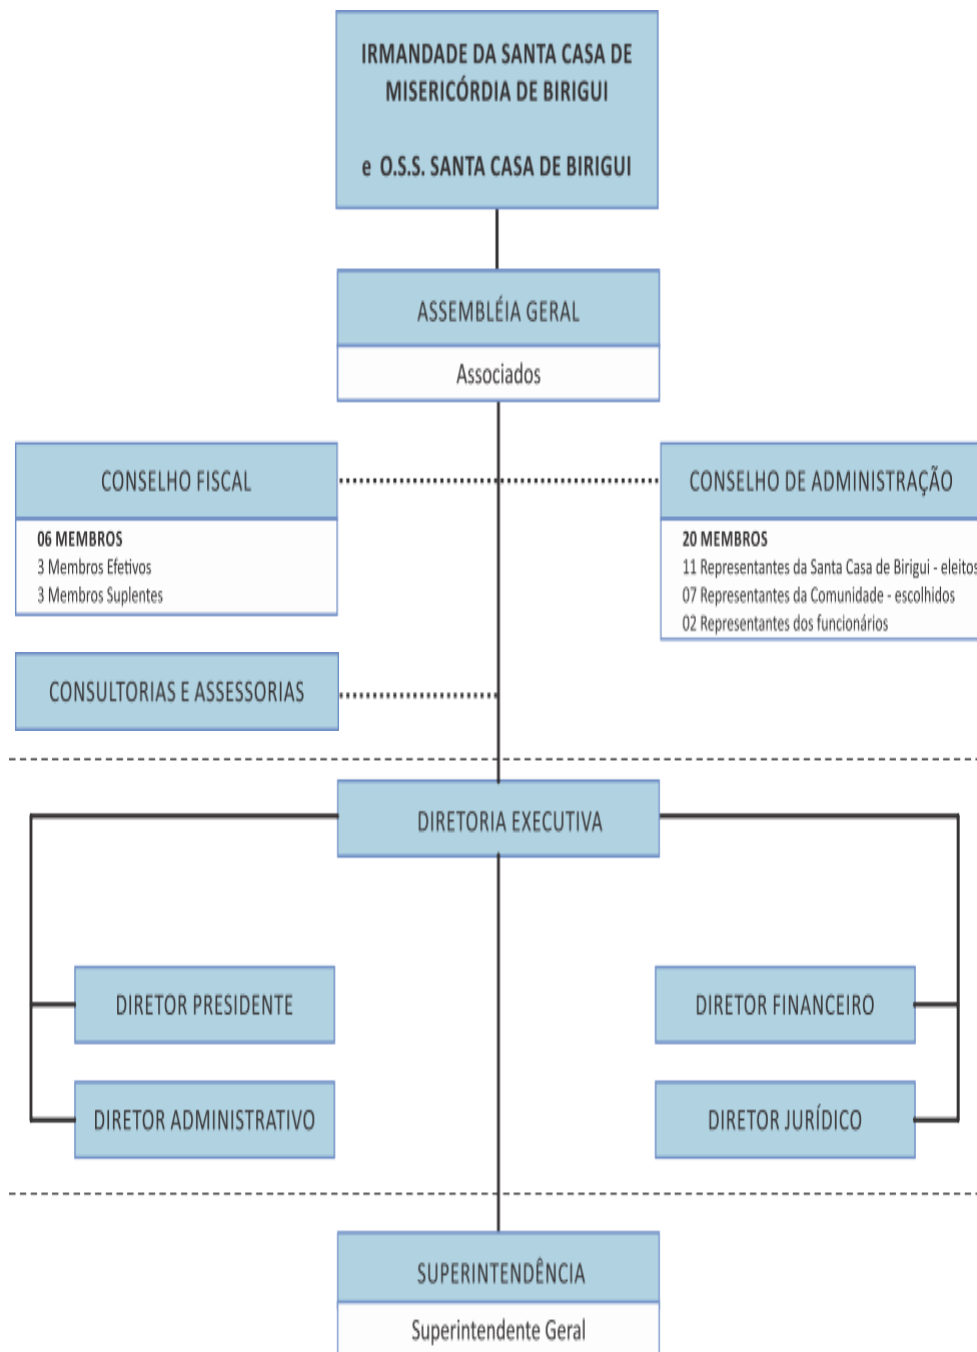 IRMANDADE DA SANTA CASA DE
MISERICÓRDIA DE BIRIGUI
e O.S.S. SANTA CASA DE BIRIGUI
ASSEMBLÉIA GERAL
Associados
CONSELHO FISCAL
06 MEMBROS
3 Membros Efetivos
3 Membros Suplentes
CONSELHO DE ADMINISTRAÇÃO
20 MEMBROS
11 Representantes da Santa Casa de Birigui - eleitos
07 Representantes da Comunidade - escolhidos
02 Representantes dos funcionários
CONSULTORIAS E ASSESSORIAS
DIRETORIA EXECUTIVA
DIRETOR PRESIDENTE
DIRETOR FINANCEIRO
DIRETOR ADMINISTRATIVO
DIRETOR JURÍDICO
SUPERINTENDÊNCIA
Superintendente Geral